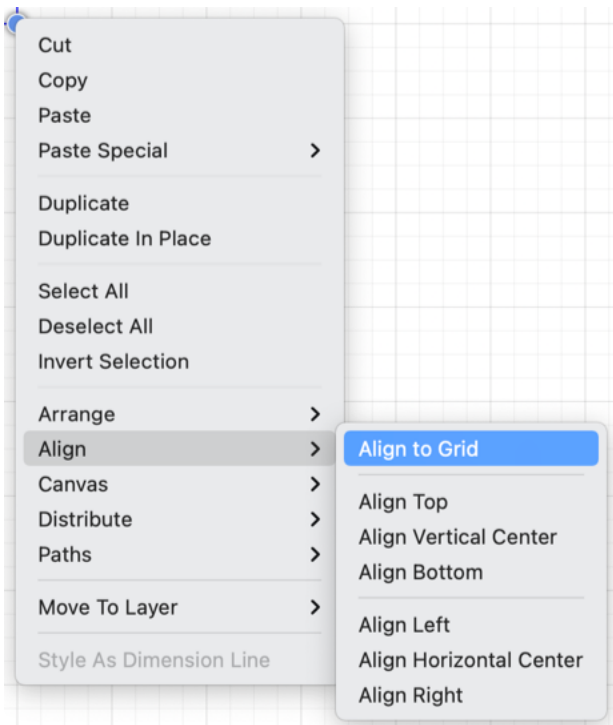 Cut
Copy
Paste
Paste Special
Duplicate
Duplicate In Place
Select All
Deselect All
Invert Selection
Arrange
Align
Canvas
Distribute
Paths
Move To Layer
Style As Dimension Line
Align to Grid
Align Top
Align Vertical Center
Align Bottom
Align Left
Align Horizontal Center
Align Right